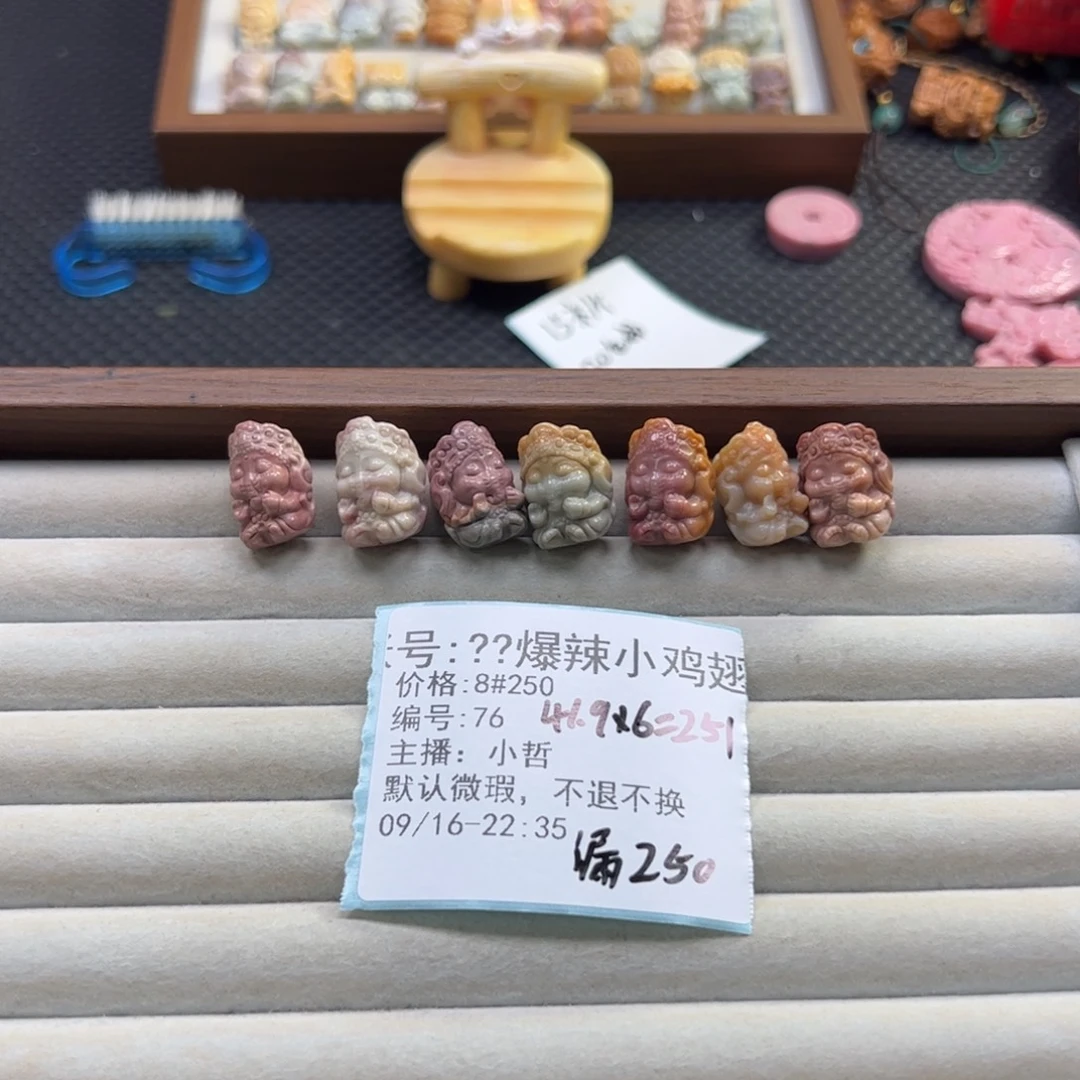 号:??爆辣小鸡翅
价格:8#250
编号:76 41.9x6=251
主播: 小哲
默认微瑕, 不退不换
09/16-22:35
漏250